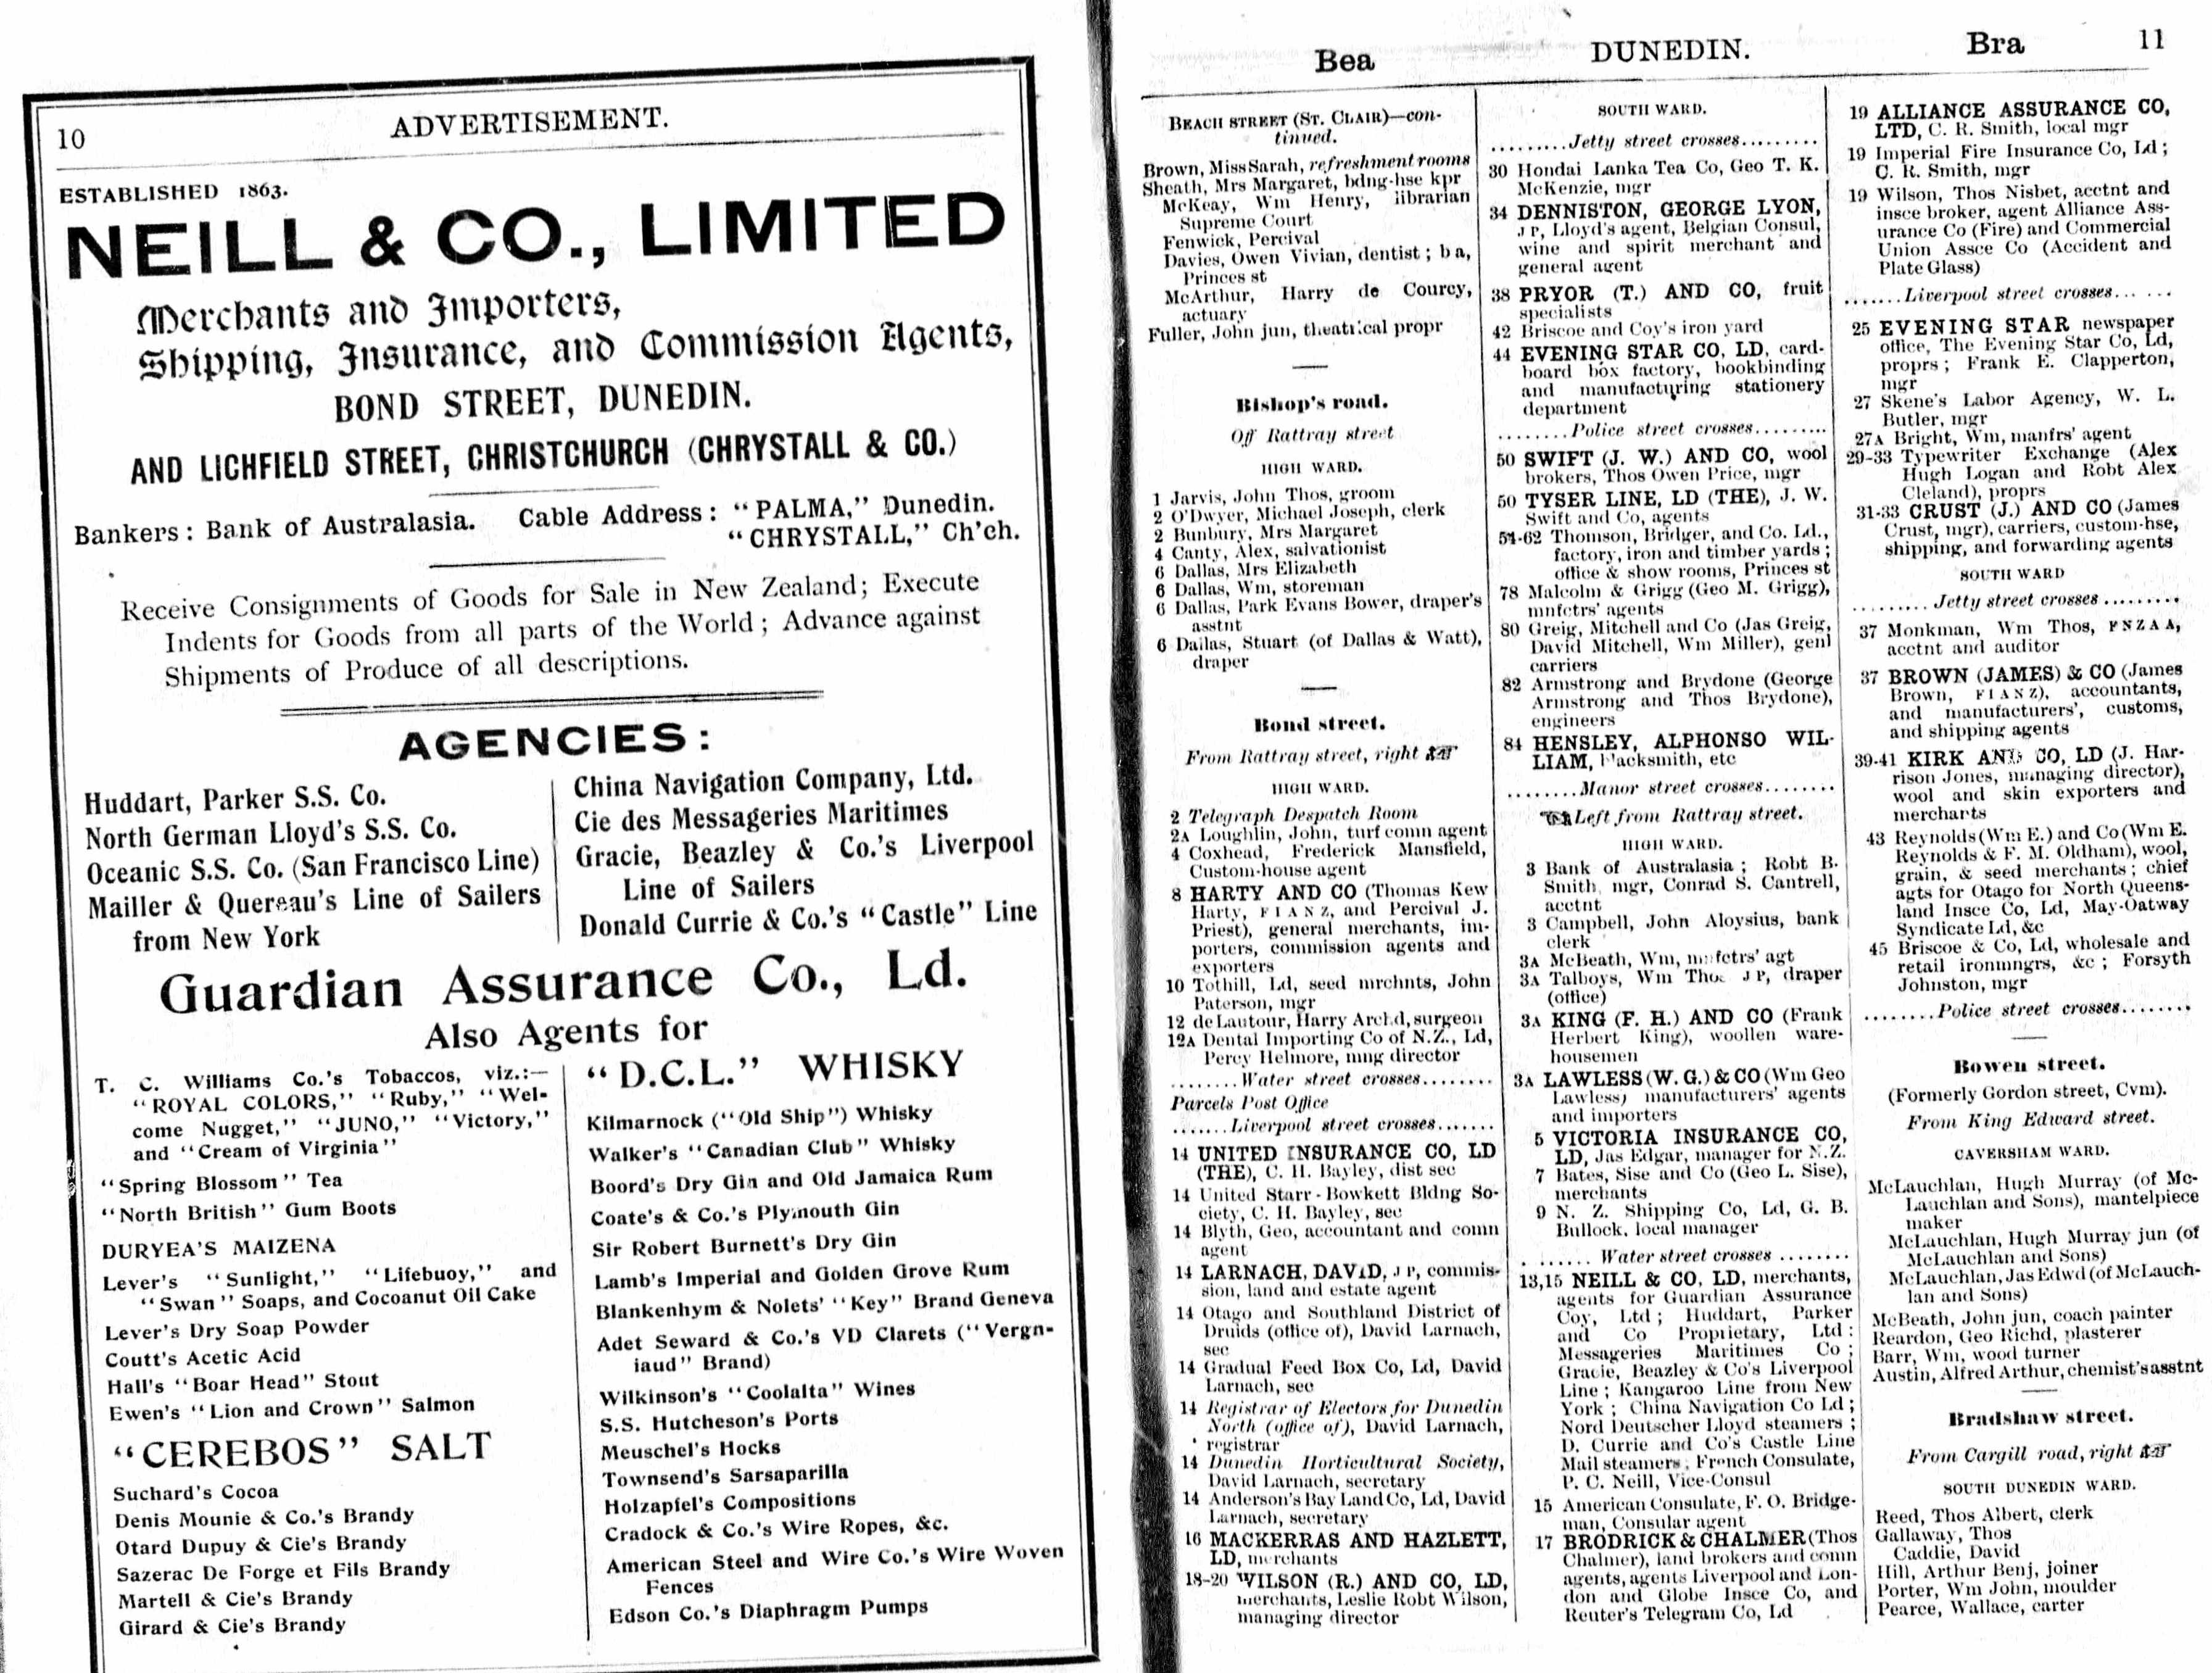 10
ADVERTISEMENT.
ESTABLISHED 1863.
NEILL & CO., LIMITED
Merchants and Importers,
Shipping, Insurance, and Commission Agents,
BOND STREET, DUNEDIN.
AND LICHFIELD STREET, CHRISTCHURCH (CHRYSTALL & CO.)
Bankers: Bank of Australasia. Cable Address: "PALMA," Dunedin.
"CHRYSTALL," Ch'ch.
Receive Consignments of Goods for Sale in New Zealand; Execute
Indents for Goods from all parts of the World; Advance against
Shipments of Produce of all descriptions.
AGENCIES:
Huddart, Parker S.S. Co.
North German Lloyd's S.S. Co.
Oceanic S.S. Co. (San Francisco Line)
Mailler & Quereau's Line of Sailers
from New York
China Navigation Company, Ltd.
Cie des Messageries Maritimes
Gracie, Beazley & Co.'s Liverpool
Line of Sailers
Donald Currie & Co.'s "Castle" Line
Guardian Assurance Co., Ld.
Also Agents for
T. C. Williams Co.'s Tobaccos, viz.:—
"ROYAL COLORS," "Ruby," "Wel-
come Nugget," "JUNO," "Victory,"
and "Cream of Virginia"
"Spring Blossom" Tea
"North British" Gum Boots
DURYEA'S MAIZENA
Lever's "Sunlight," "Lifebuoy," and
"Swan" Soaps, and Cocoanut Oil Cake
Lever's Dry Soap Powder
Coutt's Acetic Acid
Hall's "Boar Head" Stout
Ewen's "Lion and Crown" Salmon
"CEREBOS" SALT
Suchard's Cocoa
Denis Mounie & Co.'s Brandy
Otard Dupuy & Cie's Brandy
Sazerac De Forge et Fils Brandy
Martell & Cie's Brandy
Girard & Cie's Brandy
"D.C.L." WHISKY
Kilmarnock ("Old Ship") Whisky
Walker's "Canadian Club" Whisky
Boord's Dry Gin and Old Jamaica Rum
Coate's & Co.'s Plymouth Gin
Sir Robert Burnett's Dry Gin
Lamb's Imperial and Golden Grove Rum
Blankenhym & Nolets' "Key" Brand Geneva
Adet Seward & Co.'s VD Clarets ("Vergn-
iaud" Brand)
Wilkinson's "Coolalta" Wines
S.S. Hutcheson's Ports
Meuschel's Hocks
Townsend's Sarsaparilla
Holzapfel's Compositions
Cradock & Co.'s Wire Ropes, &c.
American Steel and Wire Co.'s Wire Woven
Fences
Edson Co.'s Diaphragm Pumps
Bea DUNEDIN. Bra 11
BEACH STREET (ST. CLAIR)—con-
tinued.
Brown, Miss Sarah, refreshment rooms
Sheath, Mrs Margaret, bdng-hse kpr
McKeay, Wm Henry, librarian
Supreme Court
Fenwick, Percival
Davies, Owen Vivian, dentist; b a,
Princes st
McArthur, Harry de Courcy,
actuary
Fuller, John jun, theatrical propr
Bishop's road.
Off Rattray street
HIGH WARD.
1 Jarvis, John Thos, groom
2 O'Dwyer, Michael Joseph, clerk
2 Bunbury, Mrs Margaret
4 Canty, Alex, salvationist
6 Dallas, Mrs Elizabeth
6 Dallas, Wm, storeman
6 Dallas, Park Evans Bower, draper's
asstnt
6 Dallas, Stuart (of Dallas & Watt),
draper
Bond street.
From Rattray street, right
HIGH WARD.
2 Telegraph Despatch Room
2A Loughlin, John, turf comn agent
4 Coxhead, Frederick Mansfield,
Custom-house agent
8 HARTY AND CO (Thomas Kew
Harty, F I A N Z, and Percival J.
Priest), general merchants, im-
porters, commission agents and
exporters
10 Tothill, Ld, seed mrchnts, John
Paterson, mgr
12 de Lautour, Harry Archd, surgeon
12A Dental Importing Co of N.Z., Ld,
Percy Helmore, mng director
........Water street crosses........
Parcels Post Office
.......Liverpool street crosses.......
14 UNITED INSURANCE CO, LD
(THE), C. H. Bayley, dist sec
14 United Starr-Bowkett Bldng So-
ciety, C. H. Bayley, sec
14 Blyth, Geo, accountant and comn
agent
14 LARNACH, DAVID, J P, commis-
sion, land and estate agent
14 Otago and Southland District of
Druids (office of), David Larnach,
sec
14 Gradual Feed Box Co, Ld, David
Larnach, sec
14 Registrar of Electors for Dunedin
North (office of), David Larnach,
registrar
14 Dunedin Horticultural Society,
David Larnach, secretary
14 Anderson's Bay Land Co, Ld, David
Larnach, secretary
16 MACKERRAS AND HAZLETT,
LD, merchants
18-20 WILSON (R.) AND CO, LD,
merchants, Leslie Robt Wilson,
managing director
SOUTH WARD.
.........Jetty street crosses.........
30 Hondai Lanka Tea Co, Geo T. K.
McKenzie, mgr
34 DENNISTON, GEORGE LYON,
J P, Lloyd's agent, Belgian Consul,
wine and spirit merchant and
general agent
38 PRYOR (T.) AND CO, fruit
specialists
42 Briscoe and Coy's iron yard
44 EVENING STAR CO, LD, card-
board box factory, bookbinding
and manufacturing stationery
department
........Police street crosses.........
50 SWIFT (J. W.) AND CO, wool
brokers, Thos Owen Price, mgr
50 TYSER LINE, LD (THE), J. W.
Swift and Co, agents
54-62 Thomson, Bridger, and Co. Ld.,
factory, iron and timber yards;
office & show rooms, Princes st
78 Malcolm & Grigg (Geo M. Grigg),
mnfctrs' agents
80 Greig, Mitchell and Co (Jas Greig,
David Mitchell, Wm Miller), genl
carriers
82 Armstrong and Brydone (George
Armstrong and Thos Brydone),
engineers
84 HENSLEY, ALPHONSO WIL-
LIAM, blacksmith, etc
........Manor street crosses........
Left from Rattray street.
HIGH WARD.
3 Bank of Australasia; Robt B.
Smith mgr, Conrad S. Cantrell,
acctnt
3 Campbell, John Aloysius, bank
clerk
3A McBeath, Wm, mnfctrs' agt
3A Talboys, Wm Thos J P, draper
(office)
3A KING (F. H.) AND CO (Frank
Herbert King), woollen ware-
housemen
3A LAWLESS (W. G.) & CO (Wm Geo
Lawless) manufacturers' agents
and importers
5 VICTORIA INSURANCE CO,
LD, Jas Edgar, manager for N.Z.
7 Bates, Sise and Co (Geo L. Sise),
merchants
9 N. Z. Shipping Co, Ld, G. B.
Bullock, local manager
........Water street crosses........
13,15 NEILL & CO, LD, merchants,
agents for Guardian Assurance
Coy, Ltd; Huddart, Parker
and Co Proprietary, Ltd:
Messageries Maritimes Co;
Gracie, Beazley & Co's Liverpool
Line; Kangaroo Line from New
York; China Navigation Co Ld;
Nord Deutscher Lloyd steamers;
D. Currie and Co's Castle Line
Mail steamers; French Consulate,
P. C. Neill, Vice-Consul
15 American Consulate, F. O. Bridge-
man, Consular agent
17 BRODRICK & CHALMER (Thos
Chalmer), land brokers and comn
agents, agents Liverpool and Lon-
don and Globe Insce Co, and
Reuter's Telegram Co, Ld
19 ALLIANCE ASSURANCE CO,
LTD, C. R. Smith, local mgr
19 Imperial Fire Insurance Co, Ld;
C. R. Smith, mgr
19 Wilson, Thos Nisbet, acctnt and
insce broker, agent Alliance Ass-
urance Co (Fire) and Commercial
Union Assce Co (Accident and
Plate Glass)
.......Liverpool street crosses......
25 EVENING STAR newspaper
office, The Evening Star Co, Ld,
proprs; Frank E. Clapperton,
mgr
27 Skene's Labor Agency, W. L.
Butler, mgr
27A Bright, Wm, manfrs' agent
29-33 Typewriter Exchange (Alex
Hugh Logan and Robt Alex
Cleland), proprs
31-33 CRUST (J.) AND CO (James
Crust, mgr), carriers, custom-hse,
shipping, and forwarding agents
SOUTH WARD
.........Jetty street crosses.........
37 Monkman, Wm Thos, F N Z A A,
acctnt and auditor
37 BROWN (JAMES) & CO (James
Brown, F I A N Z), accountants,
and manufacturers', customs,
and shipping agents
39-41 KIRK AND CO, LD (J. Har-
rison Jones, managing director),
wool and skin exporters and
merchants
43 Reynolds (Wm E.) and Co (Wm E.
Reynolds & F. M. Oldham), wool,
grain, & seed merchants; chief
agts for Otago for North Queens-
land Insce Co, Ld, May-Oatway
Syndicate Ld, &c
45 Briscoe & Co, Ld, wholesale and
retail ironmngrs, &c; Forsyth
Johnston, mgr
........Police street crosses........
Bowen street.
(Formerly Gordon street, Cvm).
From King Edward street.
CAVERSHAM WARD.
McLauchlan, Hugh Murray (of Mc-
Lauchlan and Sons), mantelpiece
maker
McLauchlan, Hugh Murray jun (of
McLauchlan and Sons)
McLauchlan, Jas Edwd (of McLauch-
lan and Sons)
McBeath, John jun, coach painter
Reardon, Geo Richd, plasterer
Barr, Wm, wood turner
Austin, Alfred Arthur, chemist's asstnt
Bradshaw street.
From Cargill road, right
SOUTH DUNEDIN WARD.
Reed, Thos Albert, clerk
Gallaway, Thos
Caddie, David
Hill, Arthur Benj, joiner
Porter, Wm John, moulder
Pearce, Wallace, carter